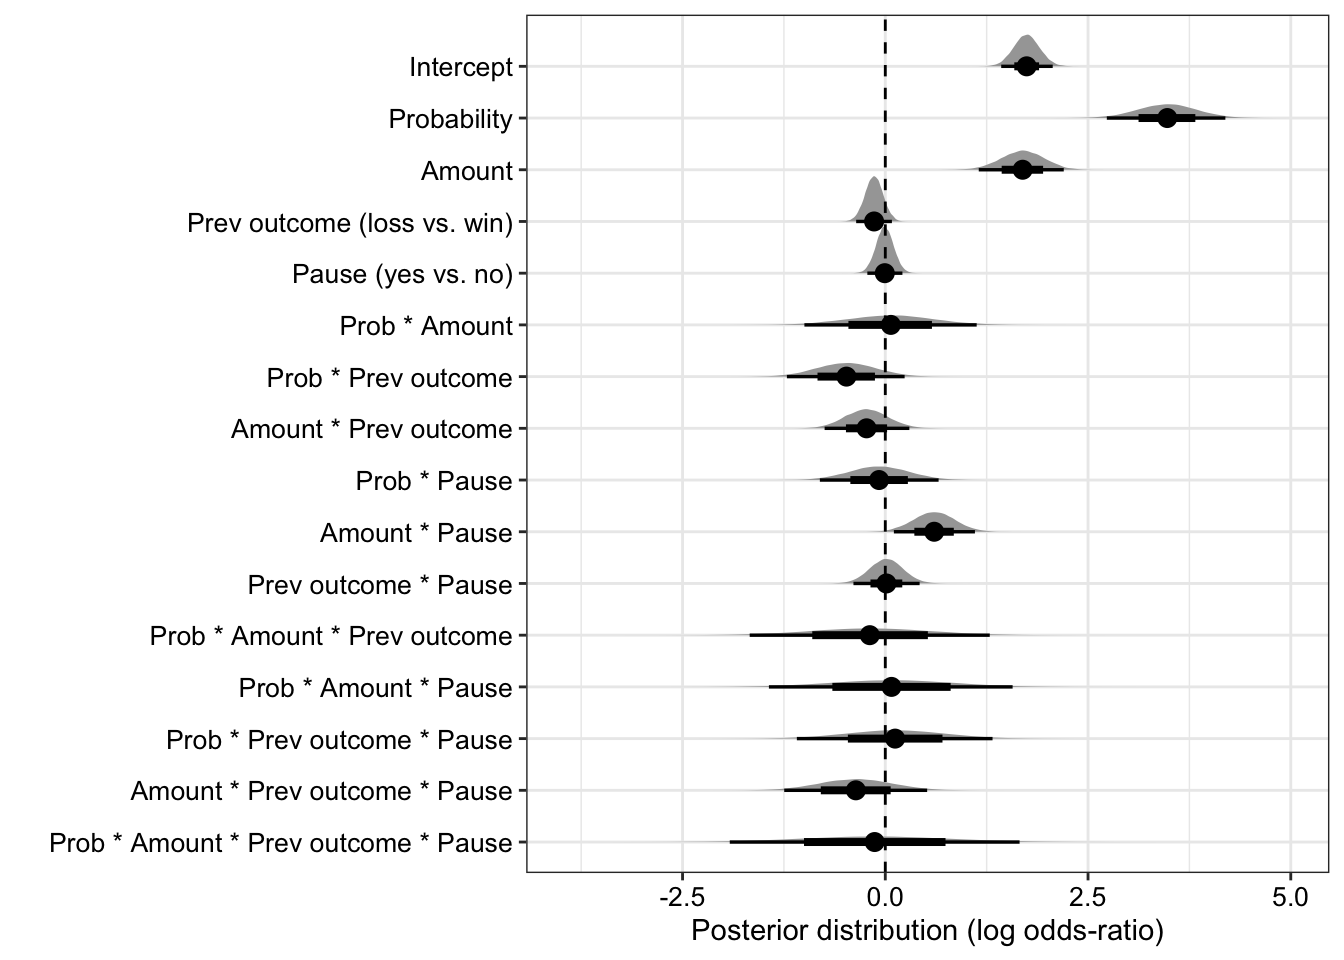 Intercept
Probability
Amount
Prev outcome (loss vs. win)
Pause (yes vs. no)
Prob * Amount
Prob * Prev outcome
Amount * Prev outcome
Prob * Pause
Amount * Pause
Prev outcome * Pause
Prob * Amount * Prev outcome
Prob * Amount * Pause
Prob * Prev outcome * Pause
Amount * Prev outcome * Pause
Prob * Amount * Prev outcome * Pause
-2.5 0.0 2.5 5.0
Posterior distribution (log odds-ratio)